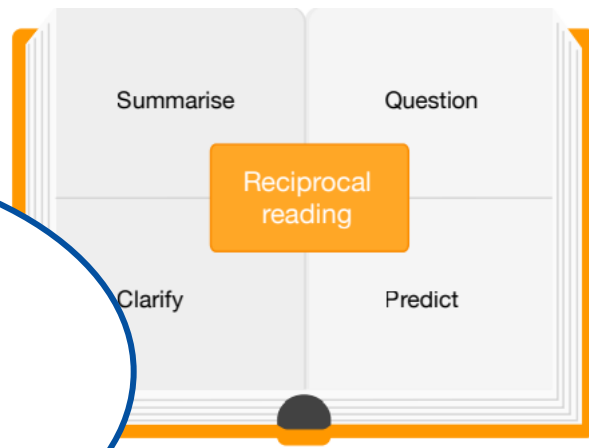 Summarise
Question
Reciprocal
reading
Clarify
Predict